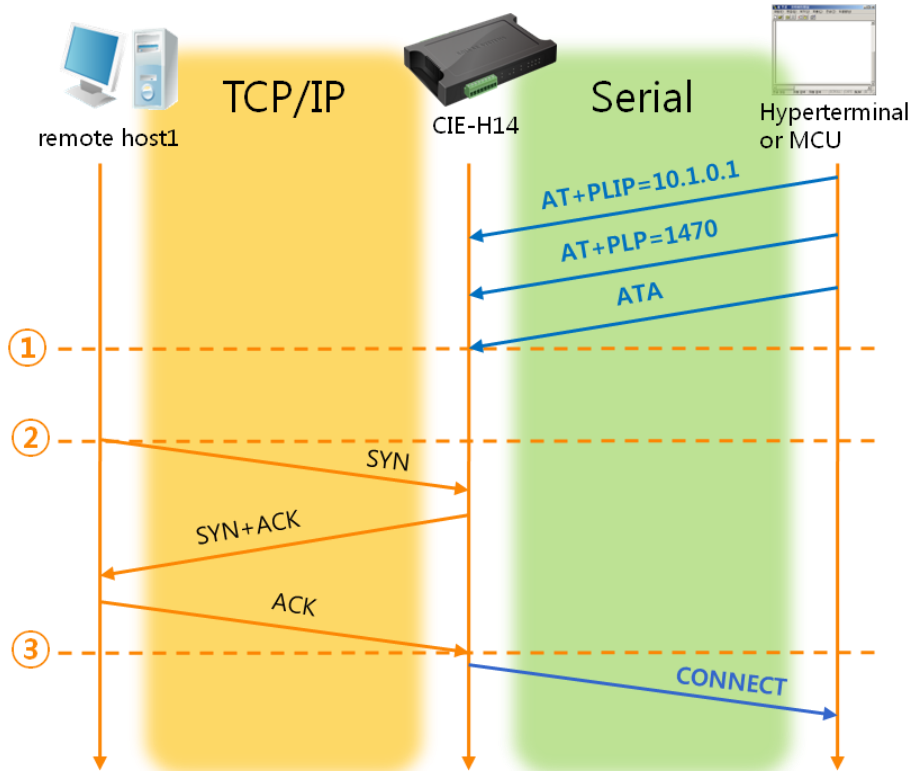 TCP/IP
Serial
remote host1
CIE-H14
Hyperterminal
or MCU
AT+PLIP=10.1.0.1
AT+PLP=1470
ATA
①
②
SYN
SYN+ACK
ACK
③
CONNECT